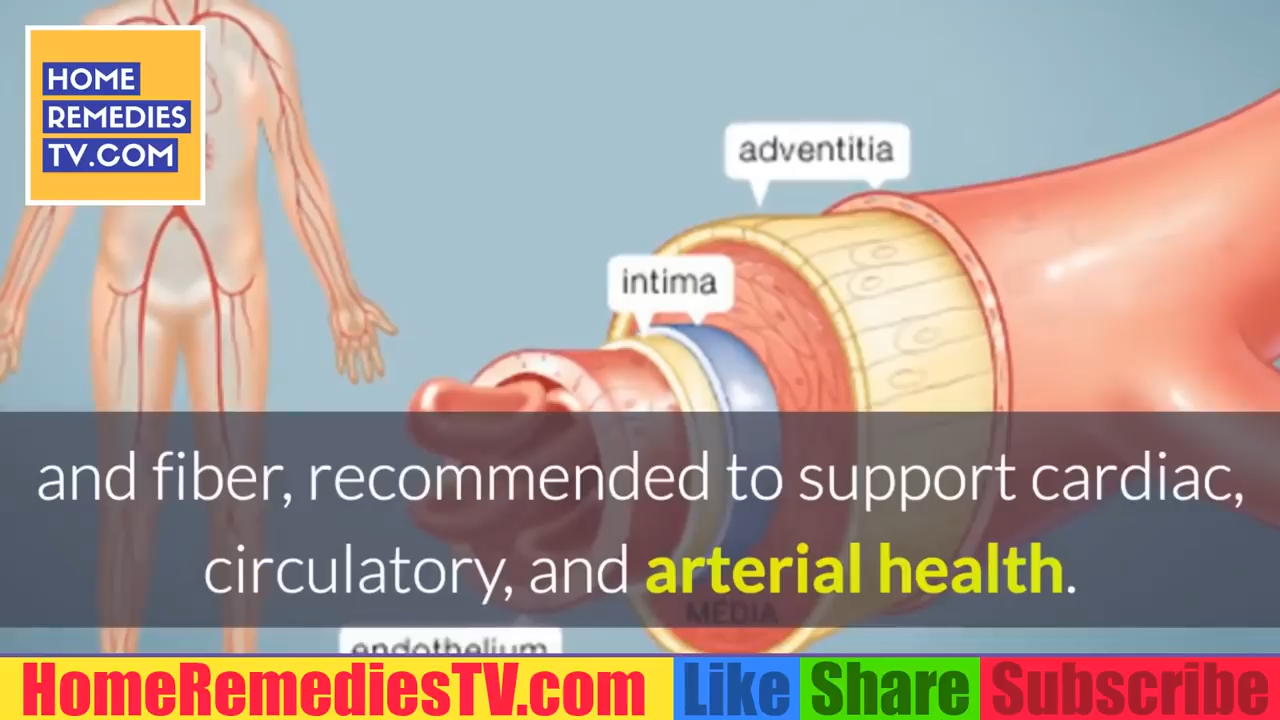 HOME
REMEDIES
TV.COM
adventitia
intima
and fiber, recommended to support cardiac,
circulatory, and arterial health.
MEDIA
endothelium
HomeRemediesTV.com Like Share Subscribe